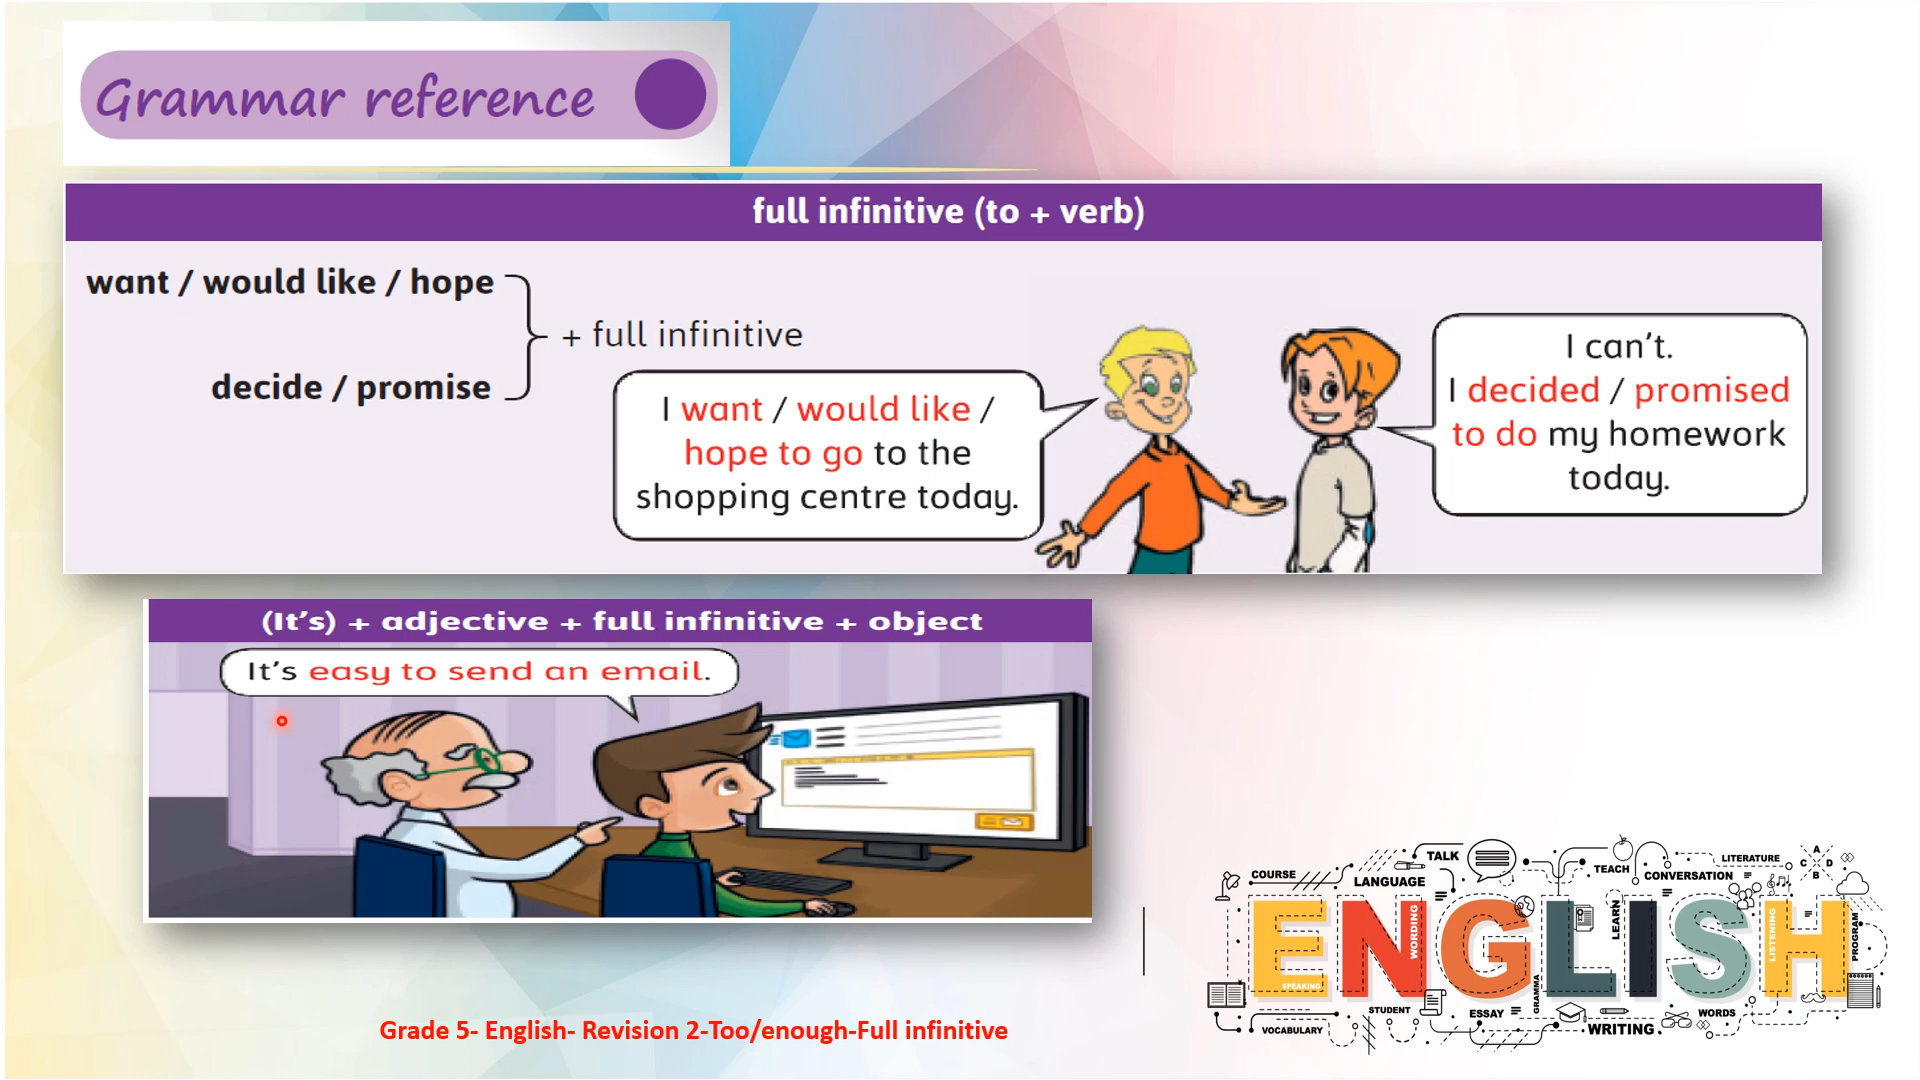 Grammar reference
full infinitive (to + verb)
want / would like / hope
+ full infinitive
decide / promise
I want / would like /
hope to go to the
shopping centre today.
I can't.
I decided / promised
to do my homework
today.
(It's) + adjective + full infinitive + object
It's easy to send an email.
Grade 5- English- Revision 2-Too/enough-Full infinitive
COURSE
TALK
LANGUAGE
TEACH
CONVERSATION
LITERATURE
A
C D
B
ENGLISH
SPEAKING
WORDING
GRAMMA
LEARN
LISTENING
PROGRAM
VOCABULARY
STUDENT
ESSAY
WRITING
WORDS